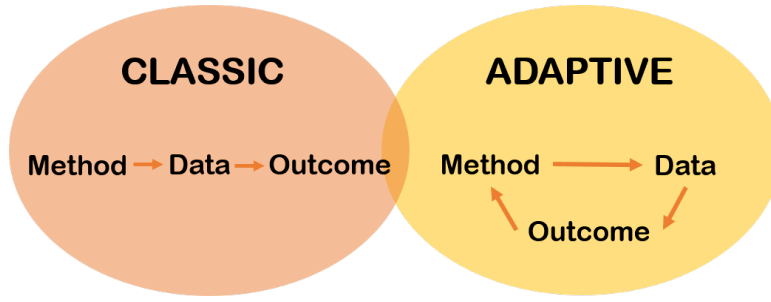 CLASSIC
Method Data Outcome
ADAPTIVE
Method Data
Outcome